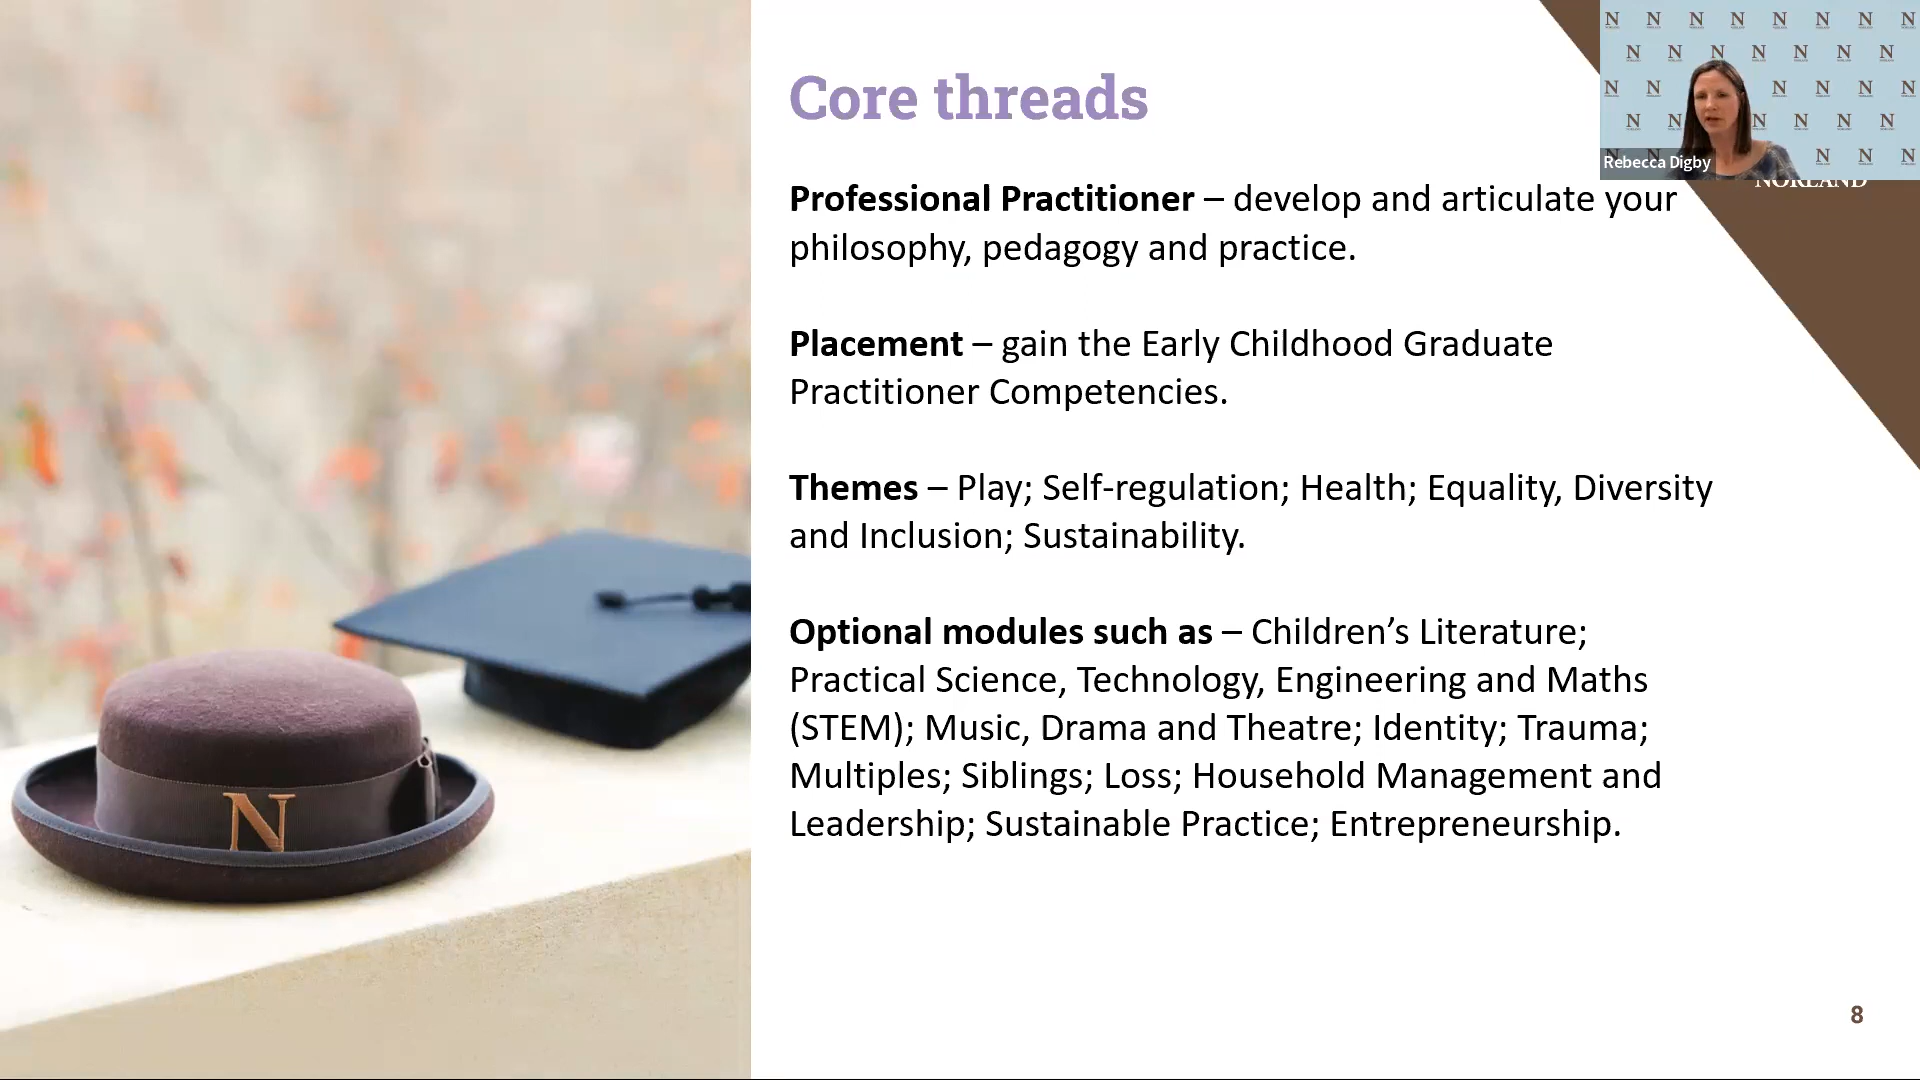 Core threads
Rebecca Digby
NORLAND
Professional Practitioner – develop and articulate your
philosophy, pedagogy and practice.
Placement – gain the Early Childhood Graduate
Practitioner Competencies.
Themes – Play; Self-regulation; Health; Equality, Diversity
and Inclusion; Sustainability.
Optional modules such as – Children’s Literature;
Practical Science, Technology, Engineering and Maths
(STEM); Music, Drama and Theatre; Identity; Trauma;
Multiples; Siblings; Loss; Household Management and
Leadership; Sustainable Practice; Entrepreneurship.
N
8